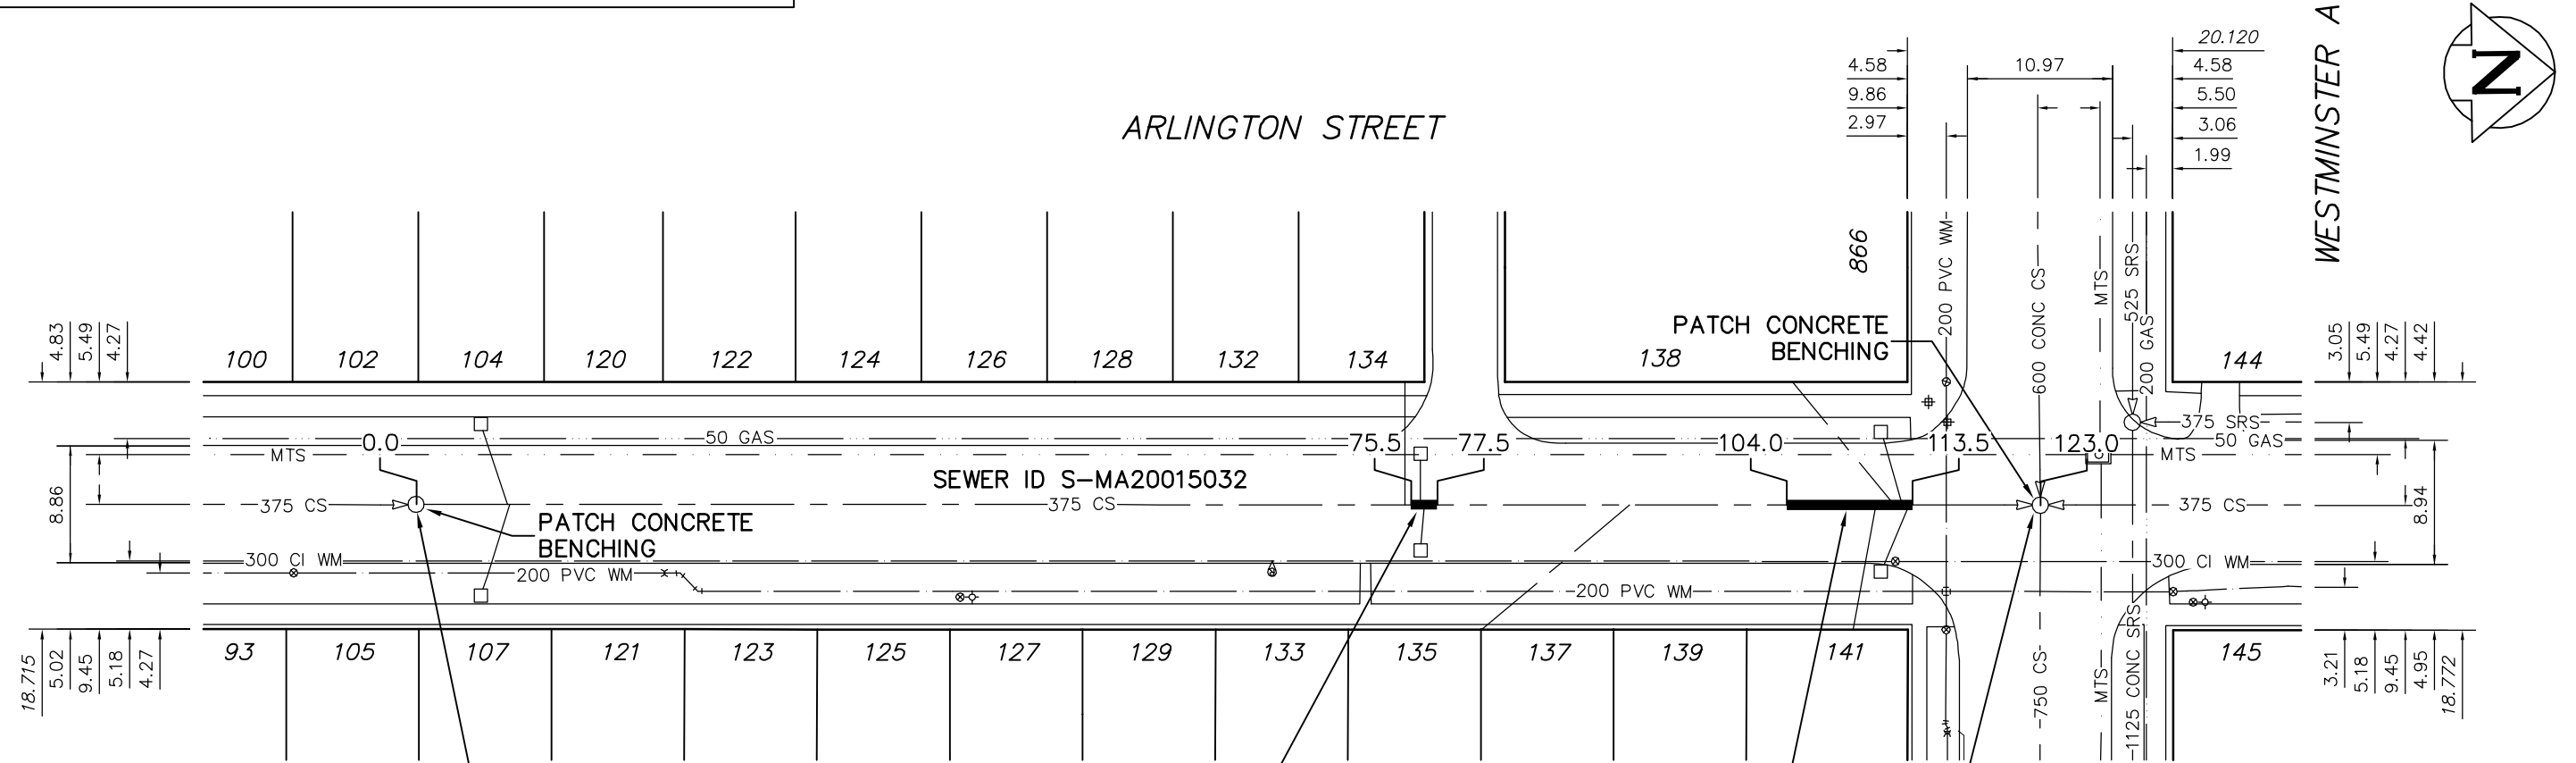 20.120
4.58
10.97
4.58
9.86
5.50
2.97
3.06
1.99
N
WESTMINSTER A
ARLINGTON STREET
866
200 PVC WM
600 CONC CS
MTS
525 SRS
200 GAS
PATCH CONCRETE
BENCHING
4.83
5.49
4.27
100
102
104
120
122
124
126
128
132
134
138
144
3.05
5.49
4.27
4.42
375 SRS
50 GAS
50 GAS
0.0
75.5
77.5
104.0
113.5
123.0
MTS
MTS
SEWER ID S-MA20015032
8.86
375 CS
375 CS
375 CS
8.94
PATCH CONCRETE
BENCHING
300 CI WM
300 CI WM
200 PVC WM
200 PVC WM
18.715
5.02
9.45
5.18
4.27
93
105
107
121
123
125
127
129
133
135
137
139
141
145
750 CS
MTS
1125 CONC SRS
3.21
5.18
9.45
4.95
18.772